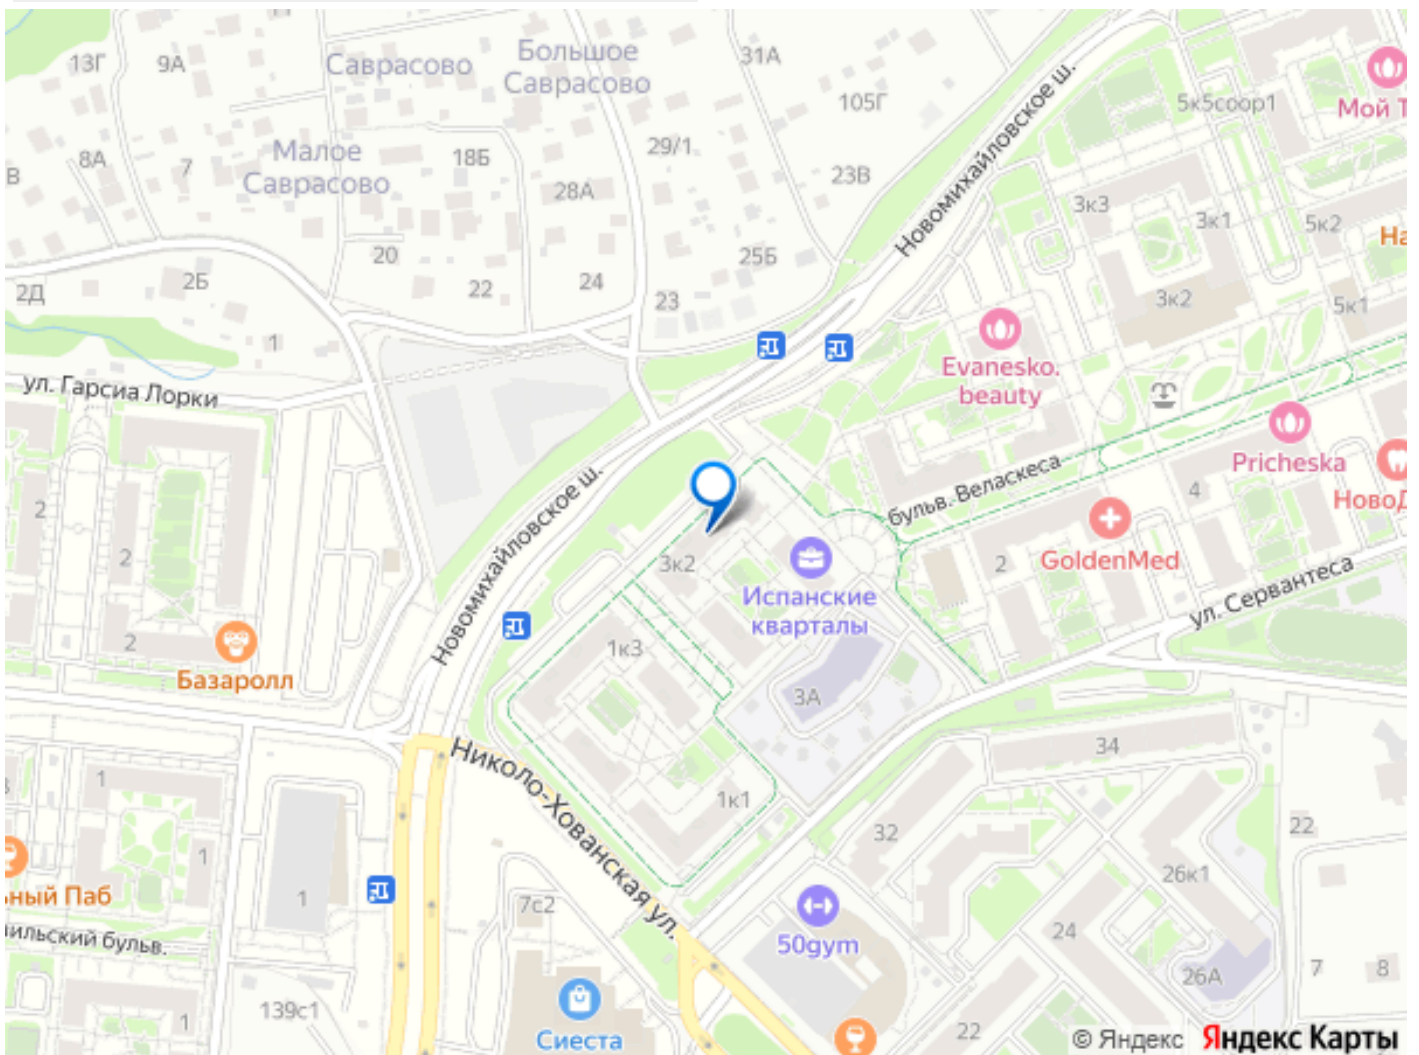 13Г
9А
Саврасово
Большое
Саврасово
31А
105Г
5к5соор1
Мой Т
В
8А
7
Малое
Саврасово
18Б
28А
29/1
23В
3к3
3к1
5к2
На
Новомихайловское ш.
20
22
24
25Б
23
3к2
5к1
2Д
2Б
1
Evanesko.
beauty
ул. Гарсиа Лорки
Pricheska
НовоД
бульв. Веласкеса
4
2
2
2
GoldenMed
2
3к2
Испанские
кварталы
ул. Сервантеса
Новомихайловское ш.
Базаролл
1к3
3А
34
Николо-Хованская ул.
1
1к1
32
22
26к1
1
1
ьный Паб
7с2
50gym
24
ильский бульв.
26А
7
8
139с1
1
Сиеста
22
© Яндекс Яндекс Карты